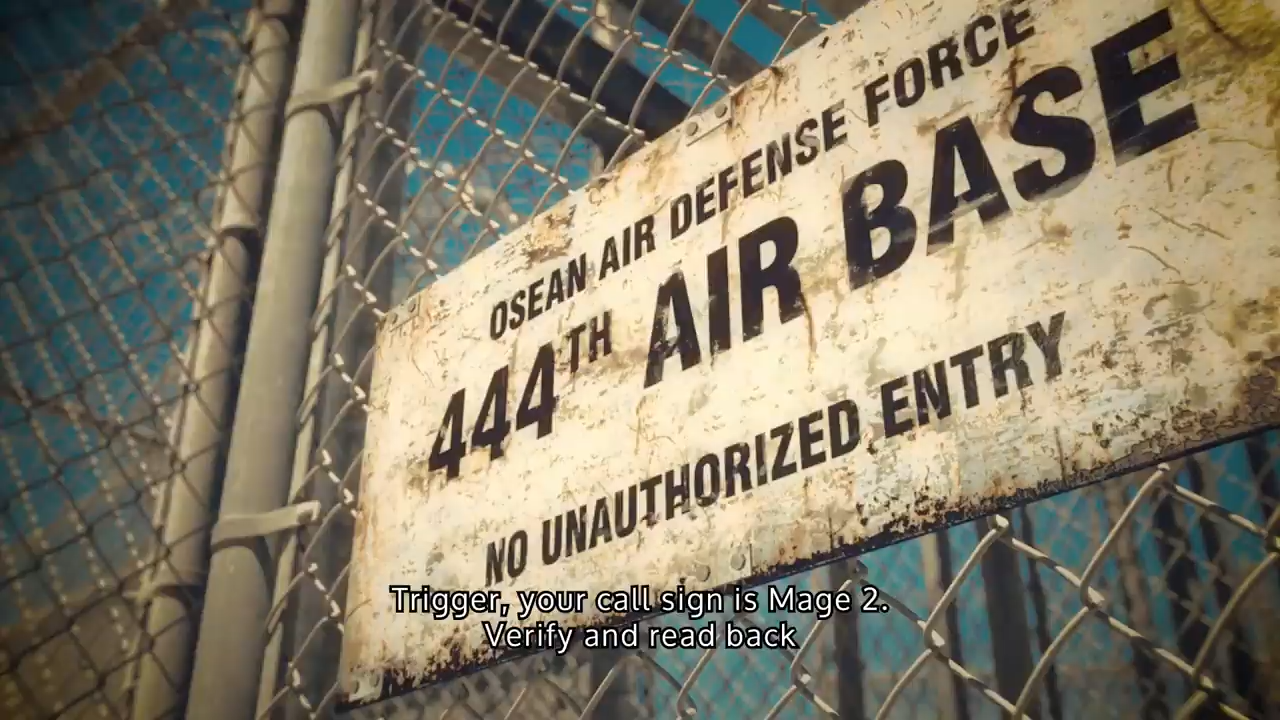 OSEAN AIR DEFENSE FORCE
444TH AIR BASE
NO UNAUTHORIZED ENTRY
Trigger, your call sign is Mage 2.
Verify and read back